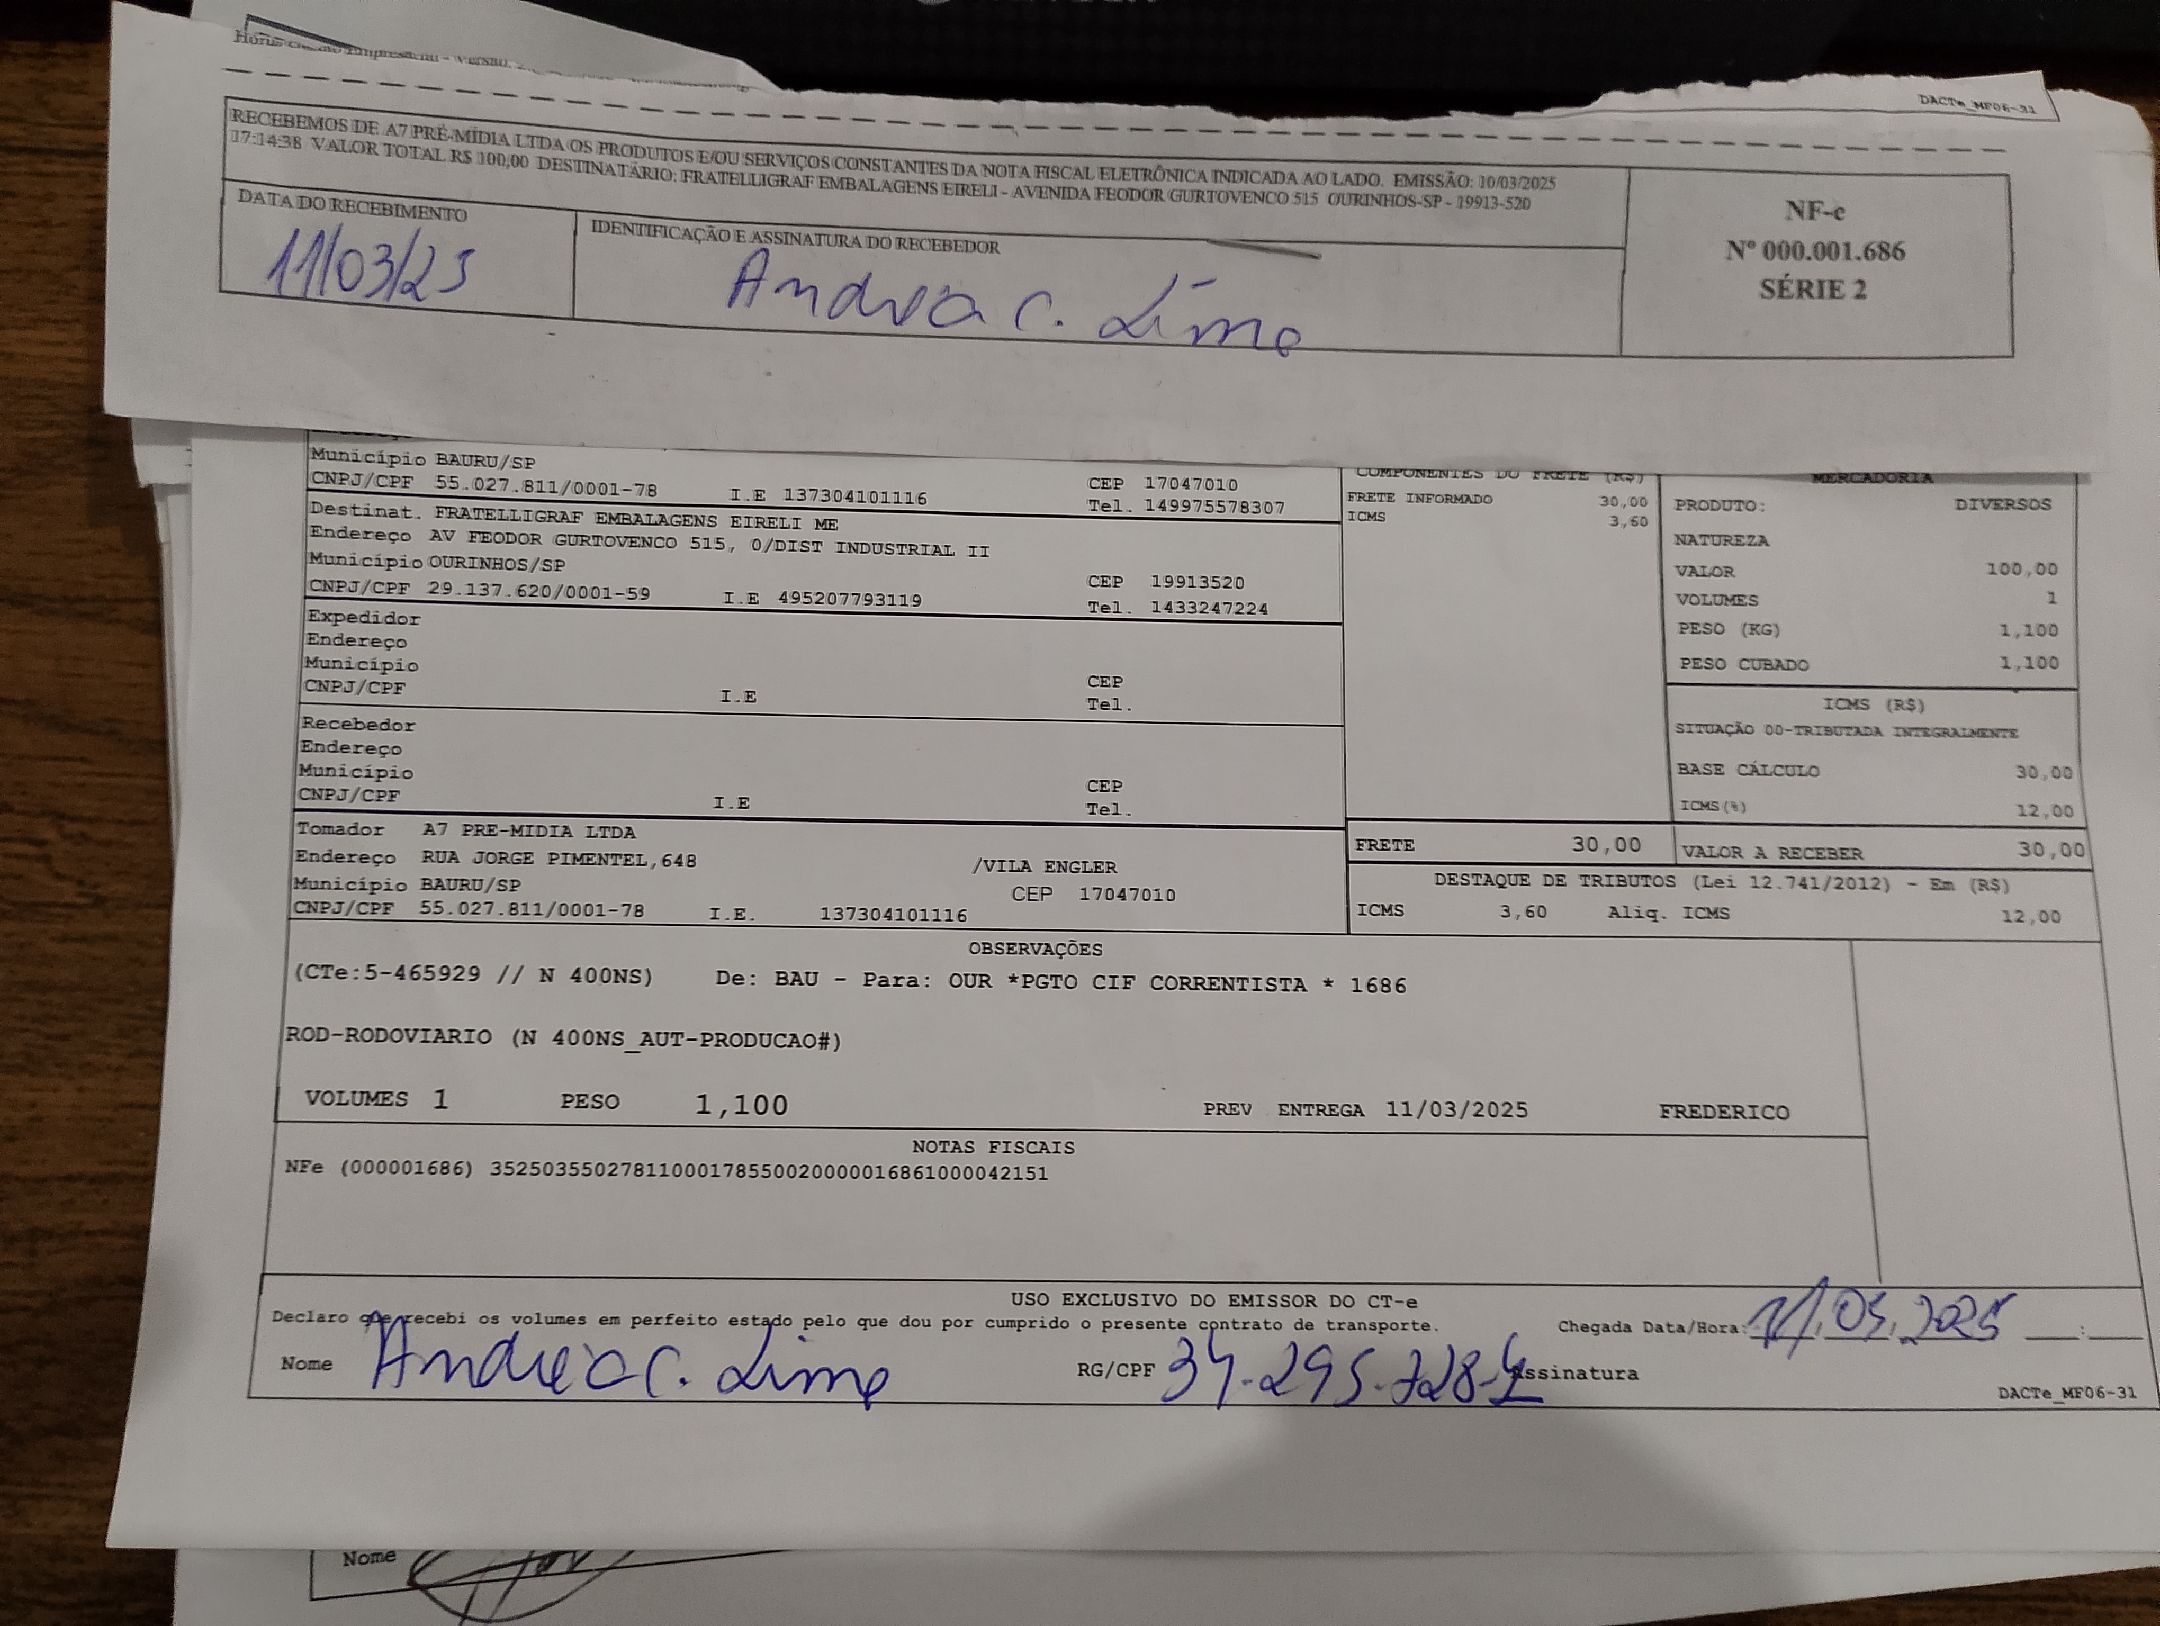 DACTe_MF06-31
RECEBEMOS DE A7 PRÉ-MÍDIA LTDA OS PRODUTOS E/OU SERVIÇOS CONSTANTES DA NOTA FISCAL ELETRÔNICA INDICADA AO LADO. EMISSÃO: 10/03/2025
17:14:38 VALOR TOTAL R$ 100,00 DESTINATÁRIO: FRATELLIGRAF EMBALAGENS EIRELI - AVENIDA FEODOR GURTOVENCO 515 OURINHOS-SP - 19913-520
DATA DO RECEBIMENTO
11/03/25
IDENTIFICAÇÃO E ASSINATURA DO RECEBEDOR
Andrea C. Lima
NF-e
Nº 000.001.686
SÉRIE 2
Município BAURU/SP
CEP 17047010
CNPJ/CPF 55.027.811/0001-78 I.E 137304101116 Tel. 149975578307
Destinat. FRATELLIGRAF EMBALAGENS EIRELI ME
Endereço AV FEODOR GURTOVENCO 515, 0/DIST INDUSTRIAL II
Município OURINHOS/SP CEP 19913520
CNPJ/CPF 29.137.620/0001-59 I.E 495207793119 Tel. 1433247224
Expedidor
Endereço
Município CEP
CNPJ/CPF I.E Tel.
Recebedor
Endereço
Município CEP
CNPJ/CPF I.E Tel.
Tomador A7 PRE-MIDIA LTDA
Endereço RUA JORGE PIMENTEL,648 /VILA ENGLER
Município BAURU/SP CEP 17047010
CNPJ/CPF 55.027.811/0001-78 I.E. 137304101116
COMPONENTES DO FRETE (R$)
FRETE INFORMADO 30,00
ICMS 3,60
MERCADORIA
PRODUTO: DIVERSOS
NATUREZA
VALOR 100,00
VOLUMES 1
PESO (KG) 1,100
PESO CUBADO 1,100
ICMS (R$)
SITUAÇÃO 00-TRIBUTADA INTEGRALMENTE
BASE CÁLCULO 30,00
ICMS(%) 12,00
FRETE 30,00 VALOR A RECEBER 30,00
DESTAQUE DE TRIBUTOS (Lei 12.741/2012) - Em (R$)
ICMS 3,60 Aliq. ICMS 12,00
OBSERVAÇÕES
(CTe:5-465929 // N 400NS) De: BAU - Para: OUR *PGTO CIF CORRENTISTA * 1686
ROD-RODOVIARIO (N 400NS_AUT-PRODUCAO#)
VOLUMES 1 PESO 1,100 PREV ENTREGA 11/03/2025 FREDERICO
NOTAS FISCAIS
NFe (000001686) 35250355027811000178550020000016861000042151
USO EXCLUSIVO DO EMISSOR DO CT-e
Declaro que recebi os volumes em perfeito estado pelo que dou por cumprido o presente contrato de transporte. Chegada Data/Hora: 11/03/2025 __:__
Nome Andrea C. Lima RG/CPF 34.295.728-4 Assinatura
DACTe_MF06-31
Nome